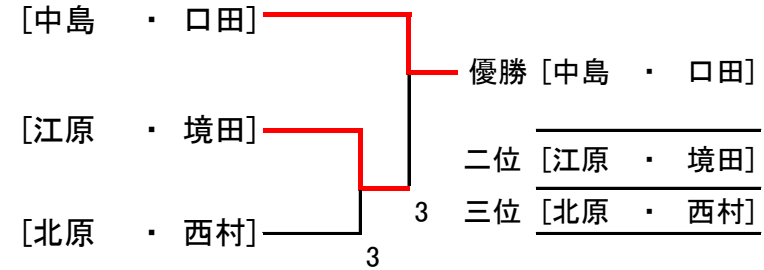 [中島 ・ 口田]
優勝 [中島 ・ 口田]
[江原 ・ 境田]
二位 [江原 ・ 境田]
3 三位 [北原 ・ 西村]
[北原 ・ 西村]
3